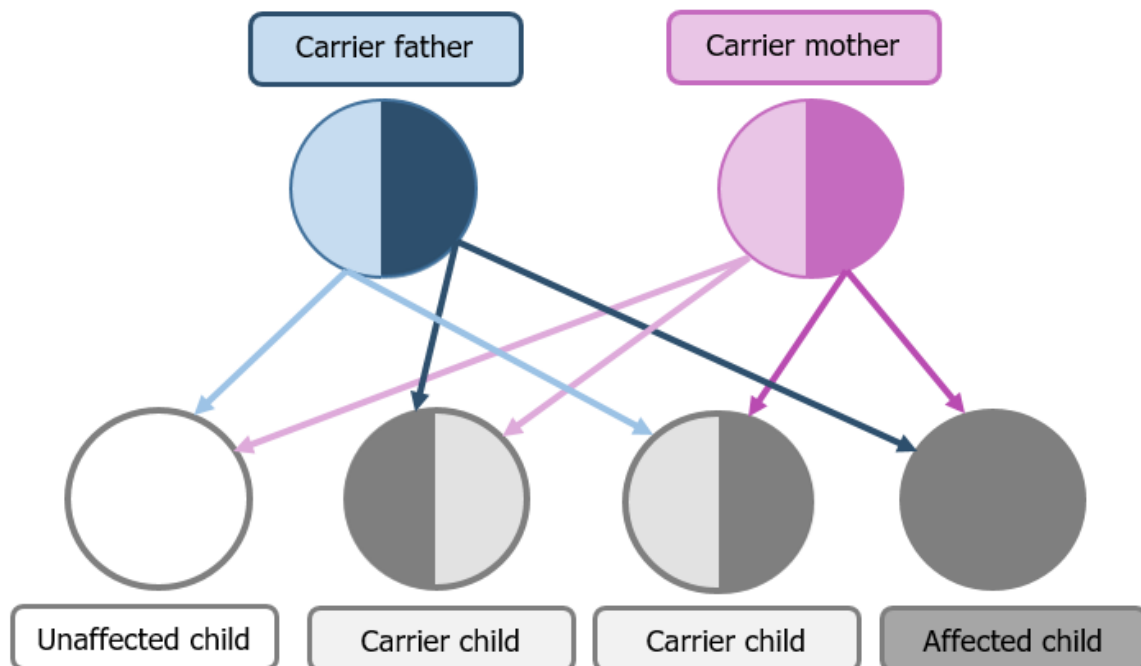 Carrier father
Carrier mother
Unaffected child
Carrier child
Carrier child
Affected child